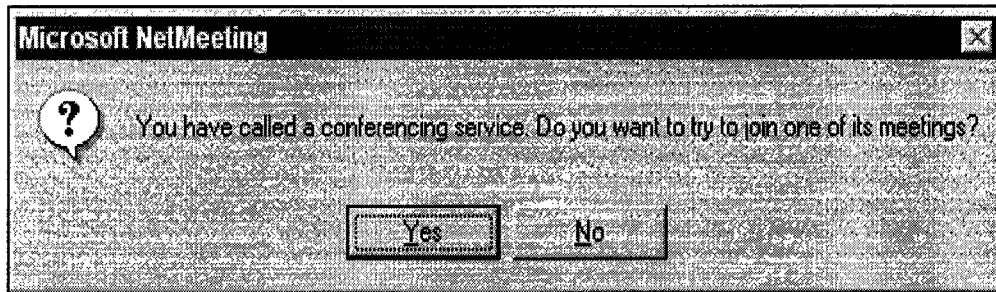 Microsoft NetMeeting
?
You have called a conferencing service. Do you want to try to join one of its meetings?
Yes
No